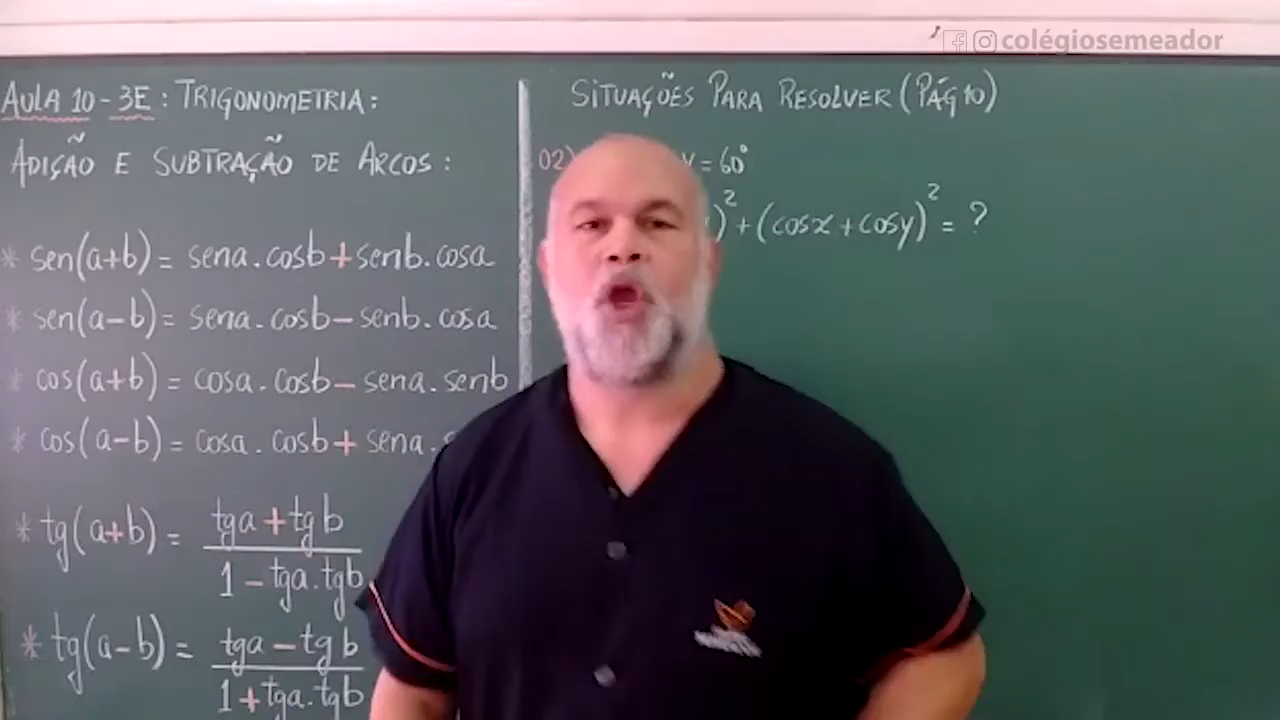 colégiosemeador
AULA 10 - 3E : TRIGONOMETRIA :
ADIÇÃO E SUBTRAÇÃO DE ARCOS :
* sen(a+b) = sena.cosb + senb.cosa
* sen(a-b) = sena.cosb - senb.cosa
* cos(a+b) = cosa.cosb - sena.senb
* cos(a-b) = cosa.cosb + sena.
* tg(a+b) = tga + tgb
1 - tga.tgb
* tg(a-b) = tga - tgb
1 + tga.tgb
SITUAÇÕES PARA RESOLVER (PÁG 10)
02) = 60°
)² + (cosx + cosy)² = ?